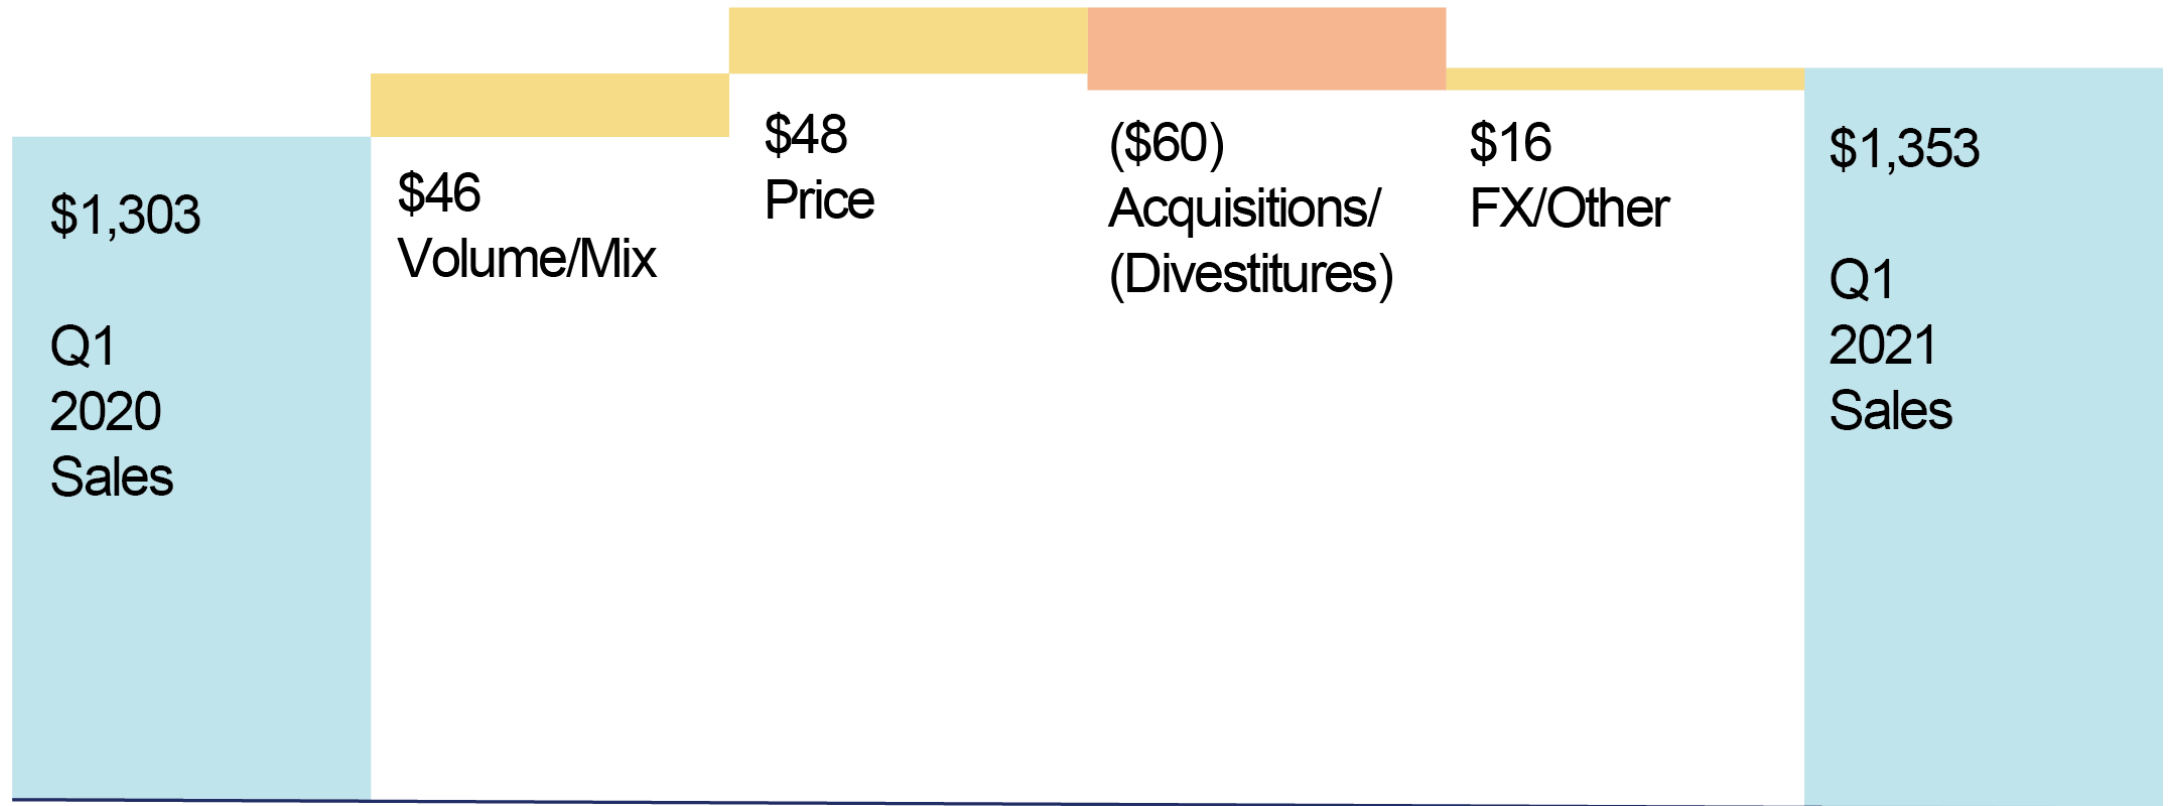 $1,303
Q1
2020
Sales
$46
Volume/Mix
$48
Price
($60)
Acquisitions/
(Divestitures)
$16
FX/Other
$1,353
Q1
2021
Sales